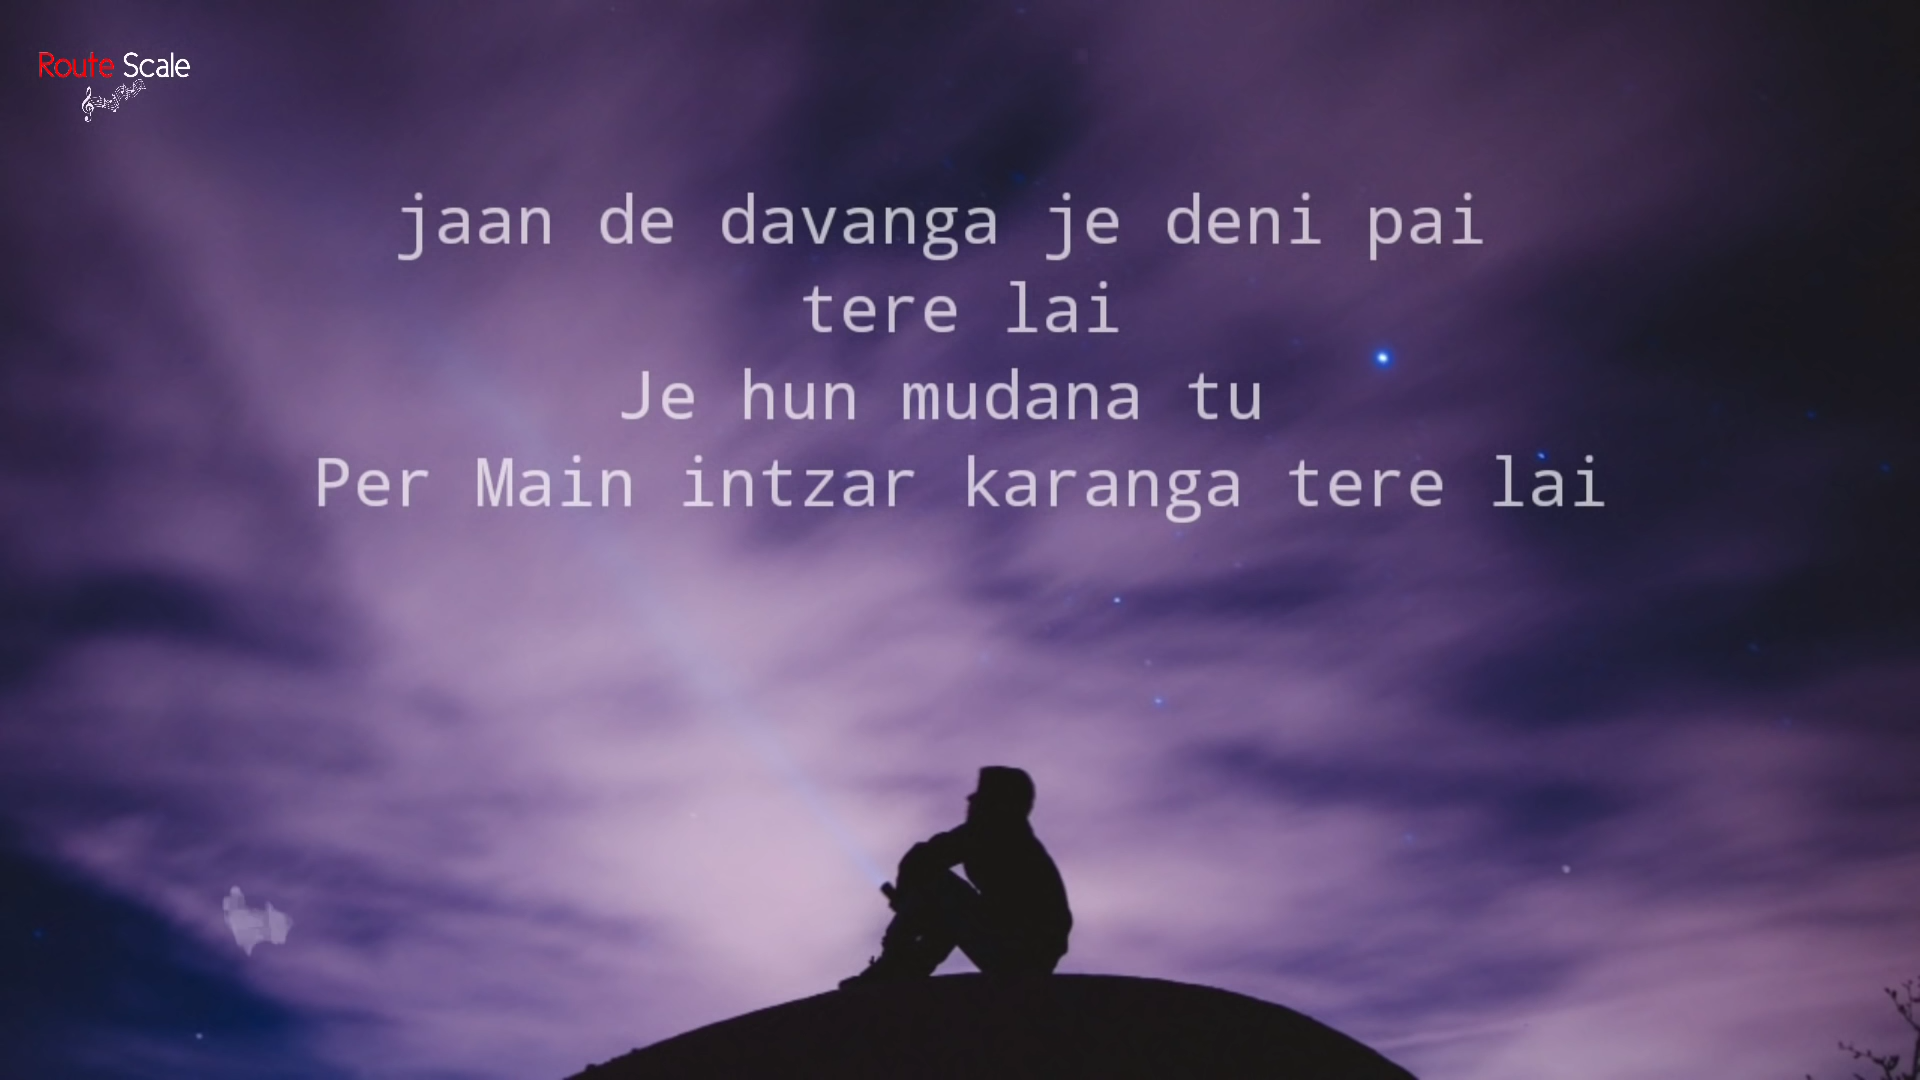 Route Scale
jaan de davanga je deni pai
tere lai
Je hun mudana tu
Per Main intzar karanga tere lai